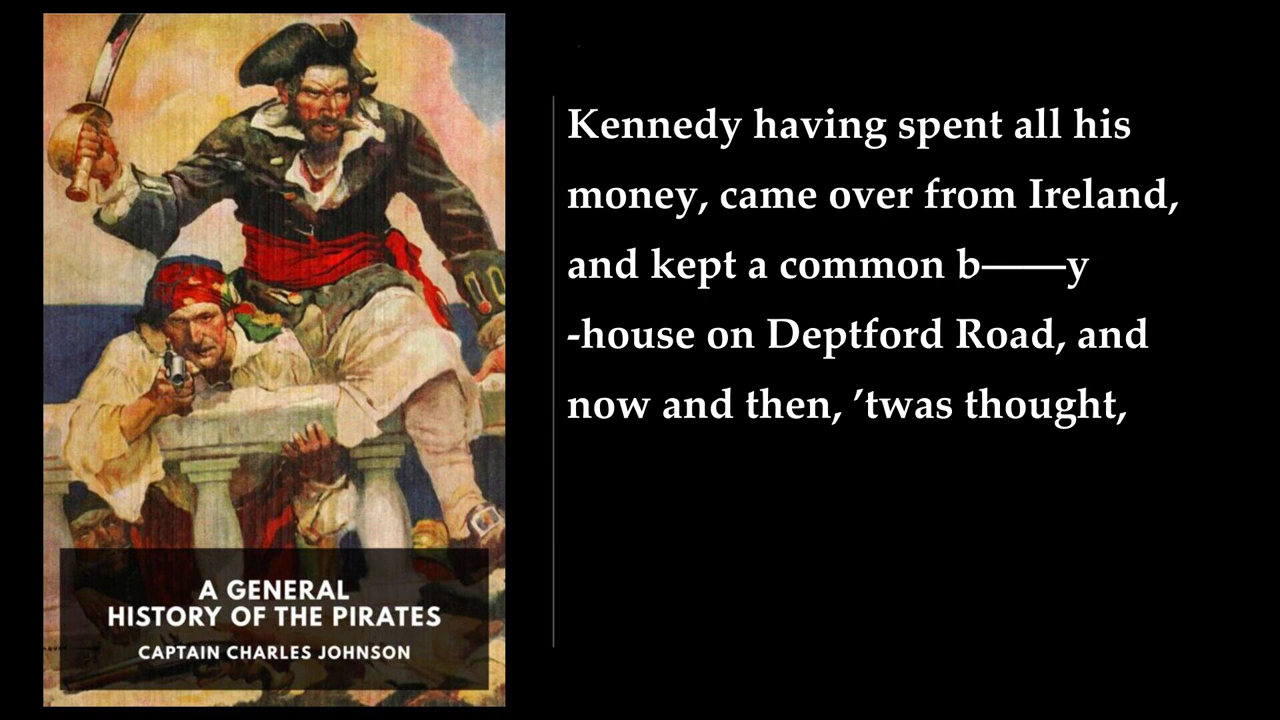 A GENERAL
HISTORY OF THE PIRATES
CAPTAIN CHARLES JOHNSON
Kennedy having spent all his
money, came over from Ireland,
and kept a common b⸺y
-house on Deptford Road, and
now and then, ’twas thought,